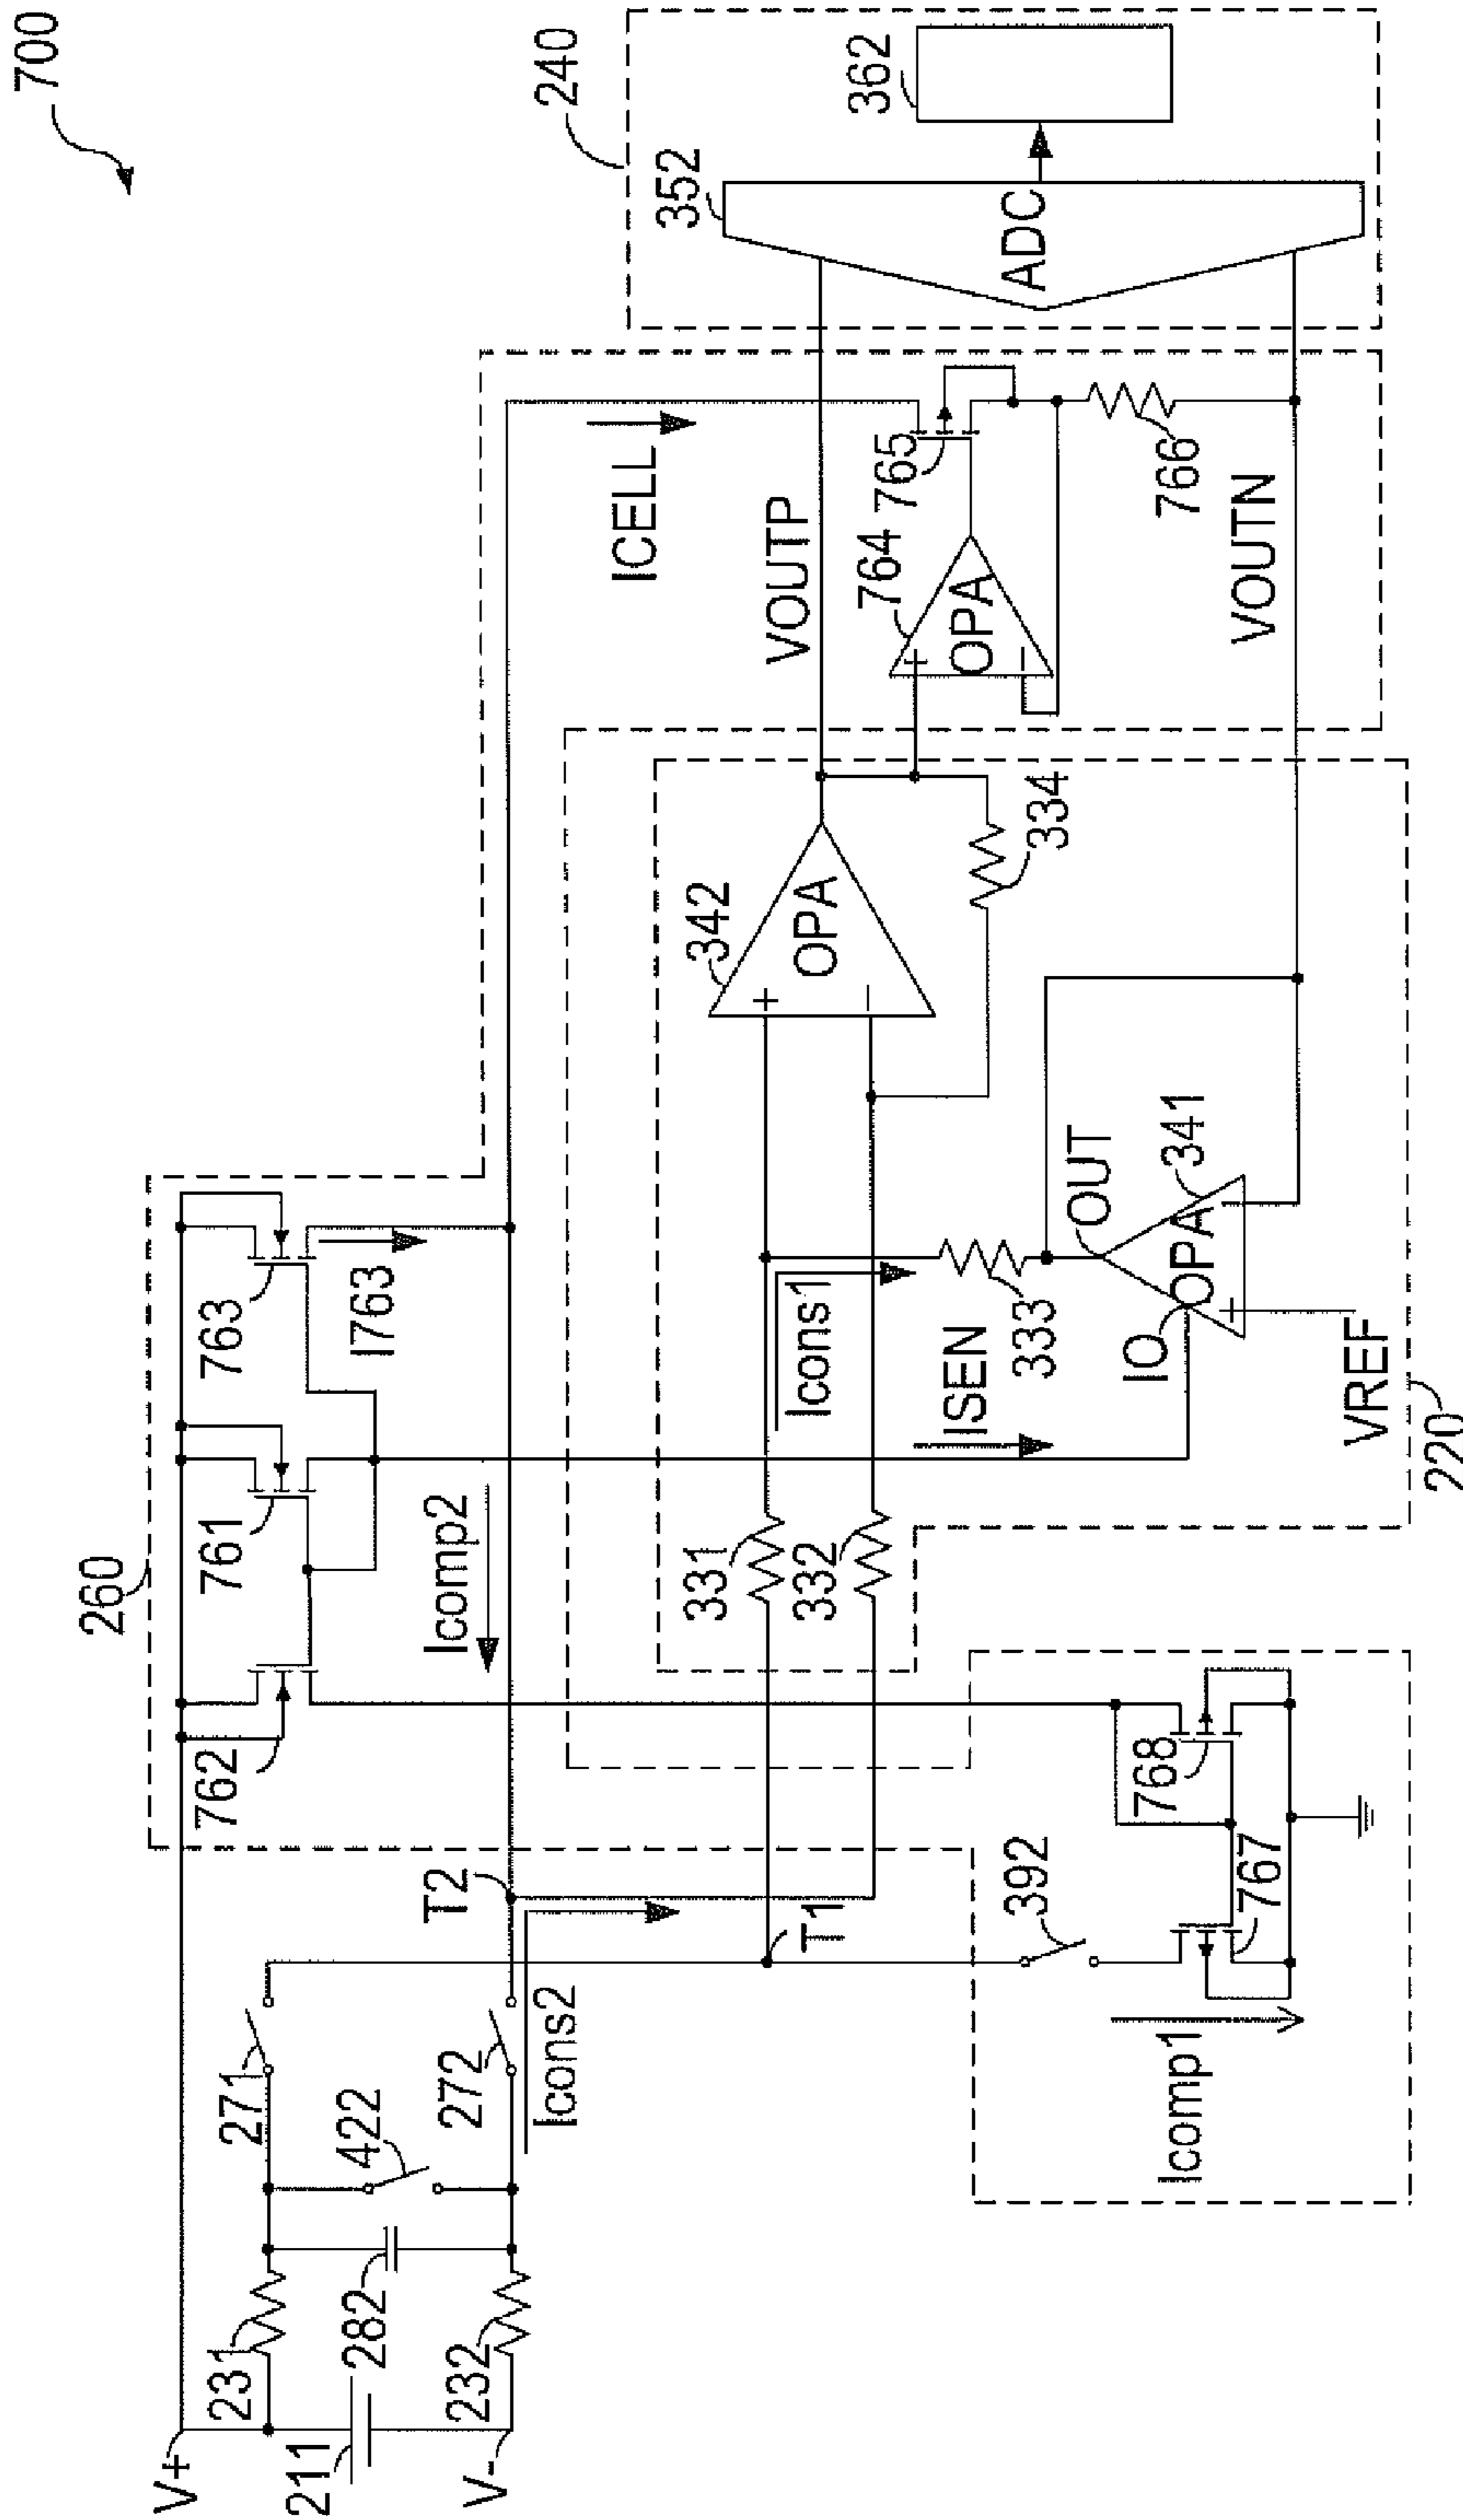 700
260
V+
762
761
763
I763
231
271
211
282
422
V-
232
272
T2
Icomp2
Icons2
ICELL
240
352
362
ADC
VOUTP
342
OPA
+
−
331
332
Icons1
ISEN
333
334
764
OPA
+
−
765
766
VOUTN
T1
OUT
IO
OPA
341
+
−
VREF
220
392
768
767
Icomp1